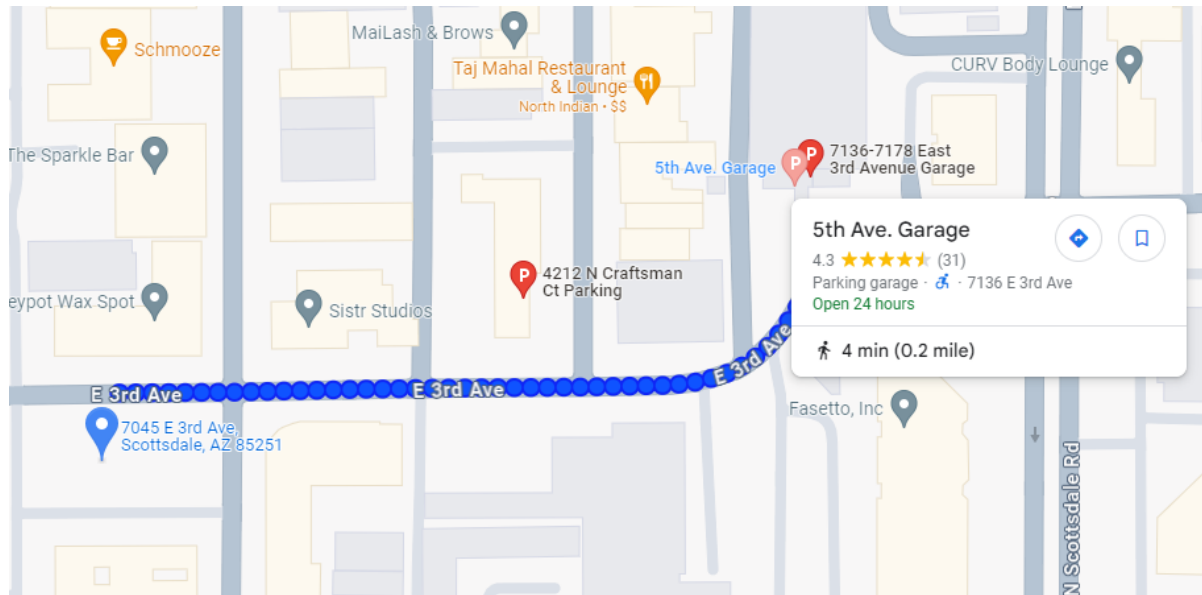 Schmooze
MaiLash & Brows
CURV Body Lounge
Taj Mahal Restaurant
& Lounge
North Indian • $$
The Sparkle Bar
5th Ave. Garage
P
P
7136-7178 East
3rd Avenue Garage
5th Ave. Garage
4.3
(31)
Parking garage · · 7136 E 3rd Ave
Open 24 hours
4 min (0.2 mile)
P
4212 N Craftsman
Ct Parking
eypot Wax Spot
Sistr Studios
E 3rd Ave
E 3rd Ave
E 3rd Ave
7045 E 3rd Ave,
Scottsdale, AZ 85251
Fasetto, Inc
N Scottsdale Rd